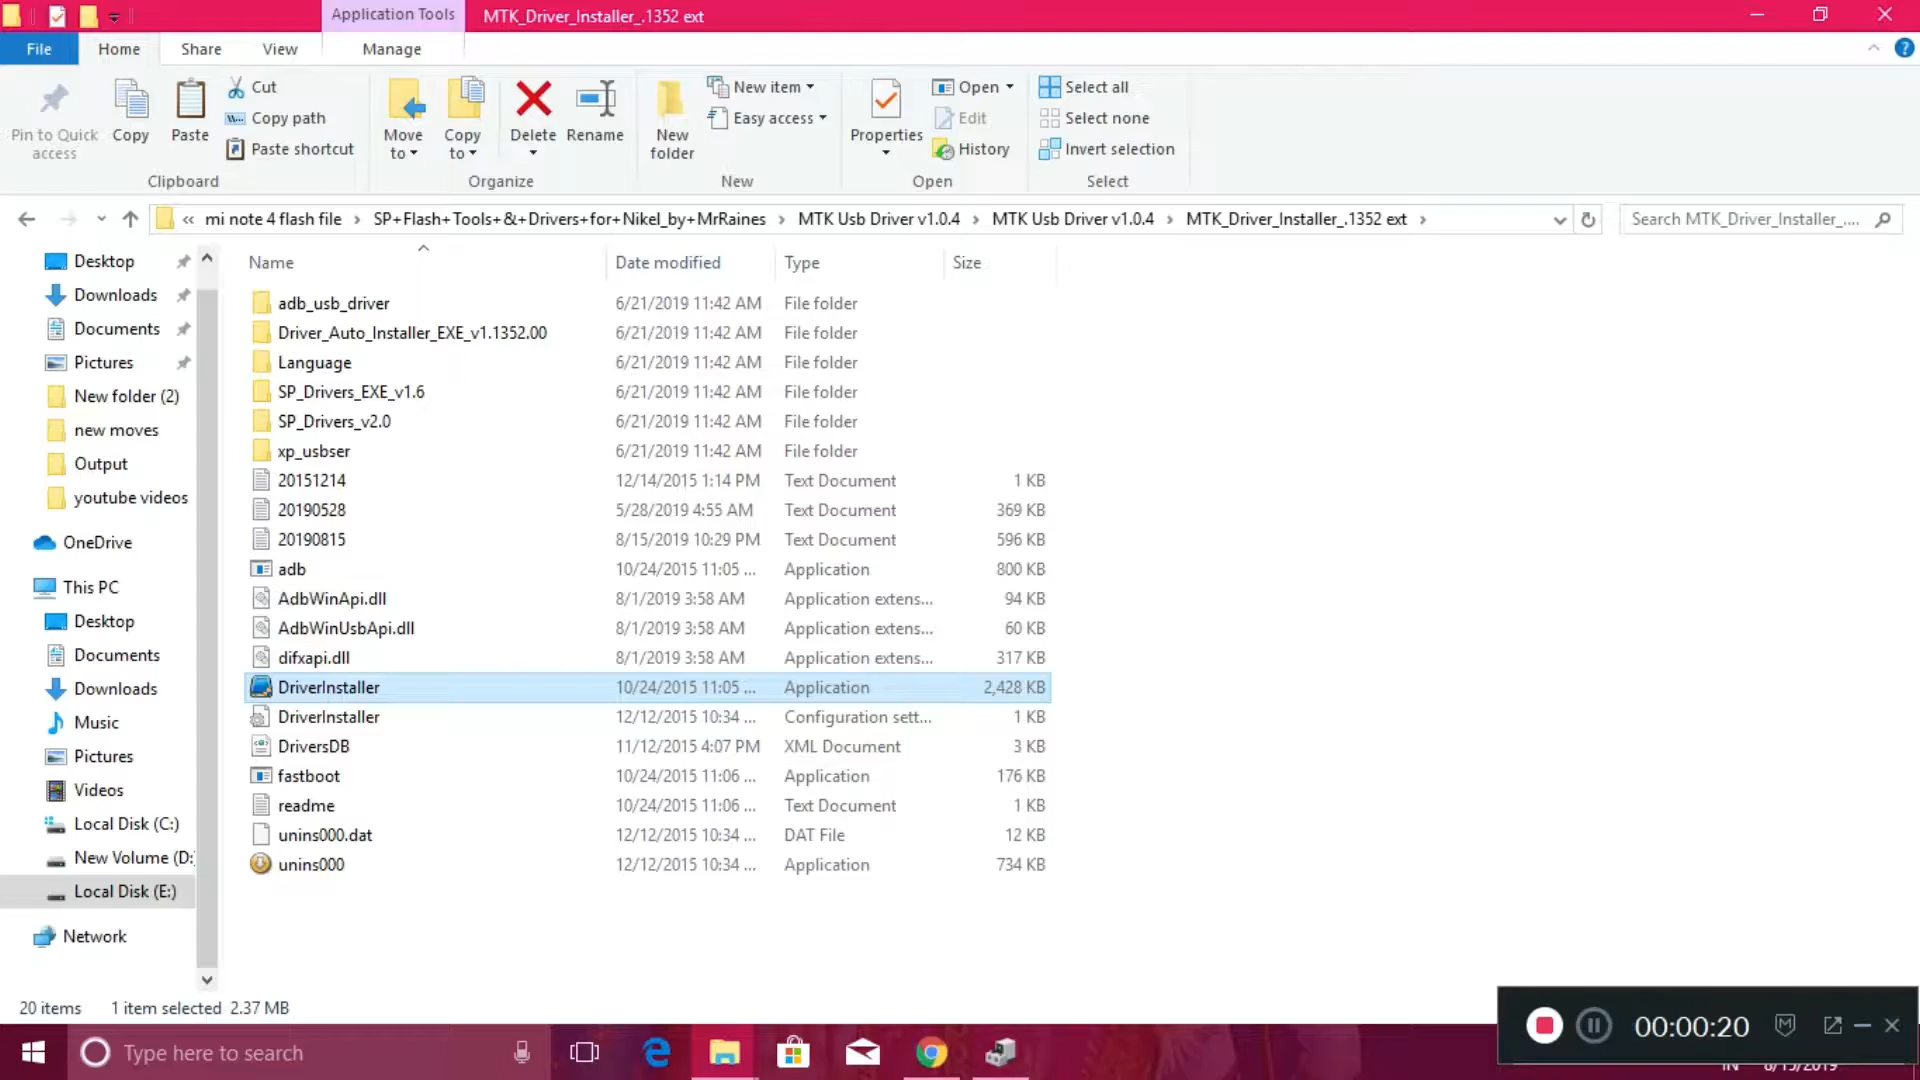 Application Tools MTK_Driver_Installer_.1352 ext
File Home Share View Manage
Pin to Quick access
Copy
Paste
Cut
Copy path
Paste shortcut
Clipboard
Move to
Copy to
Delete
Rename
Organize
New folder
New item
Easy access
New
Properties
Open
Edit
History
Open
Select all
Select none
Invert selection
Select
« mi note 4 flash file › SP+Flash+Tools+&+Drivers+for+Nikel_by+MrRaines › MTK Usb Driver v1.0.4 › MTK Usb Driver v1.0.4 › MTK_Driver_Installer_.1352 ext ›
Search MTK_Driver_Installer_....
Desktop
Downloads
Documents
Pictures
New folder (2)
new moves
Output
youtube videos
OneDrive
This PC
Desktop
Documents
Downloads
Music
Pictures
Videos
Local Disk (C:)
New Volume (D:
Local Disk (E:)
Network
Name Date modified Type Size
adb_usb_driver 6/21/2019 11:42 AM File folder
Driver_Auto_Installer_EXE_v1.1352.00 6/21/2019 11:42 AM File folder
Language 6/21/2019 11:42 AM File folder
SP_Drivers_EXE_v1.6 6/21/2019 11:42 AM File folder
SP_Drivers_v2.0 6/21/2019 11:42 AM File folder
xp_usbser 6/21/2019 11:42 AM File folder
20151214 12/14/2015 1:14 PM Text Document 1 KB
20190528 5/28/2019 4:55 AM Text Document 369 KB
20190815 8/15/2019 10:29 PM Text Document 596 KB
adb 10/24/2015 11:05 ... Application 800 KB
AdbWinApi.dll 8/1/2019 3:58 AM Application extens... 94 KB
AdbWinUsbApi.dll 8/1/2019 3:58 AM Application extens... 60 KB
difxapi.dll 8/1/2019 3:58 AM Application extens... 317 KB
DriverInstaller 10/24/2015 11:05 ... Application 2,428 KB
DriverInstaller 12/12/2015 10:34 ... Configuration sett... 1 KB
DriversDB 11/12/2015 4:07 PM XML Document 3 KB
fastboot 10/24/2015 11:06 ... Application 176 KB
readme 10/24/2015 11:06 ... Text Document 1 KB
unins000.dat 12/12/2015 10:34 ... DAT File 12 KB
unins000 12/12/2015 10:34 ... Application 734 KB
20 items 1 item selected 2.37 MB
00:00:20
Type here to search
IN 8/15/2019